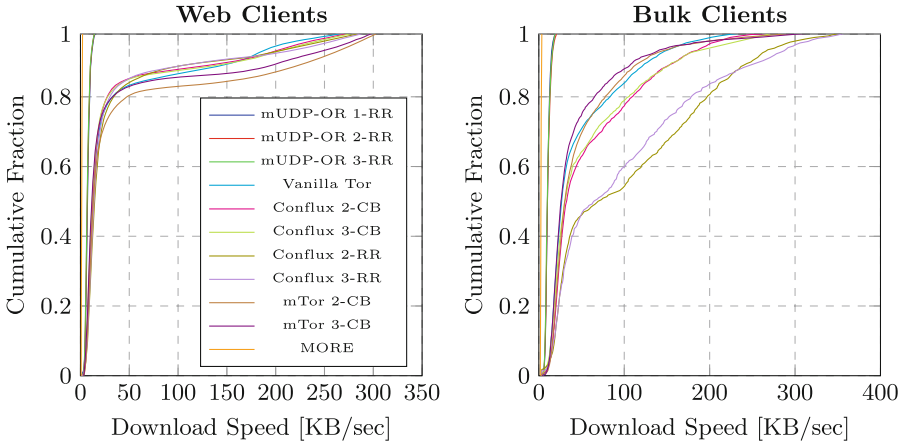 Web Clients
1
0.8
0.6
0.4
0.2
0
Cumulative Fraction
mUDP-OR 1-RR
mUDP-OR 2-RR
mUDP-OR 3-RR
Vanilla Tor
Conflux 2-CB
Conflux 3-CB
Conflux 2-RR
Conflux 3-RR
mTor 2-CB
mTor 3-CB
MORE
0 50 100 150 200 250 300 350
Download Speed [KB/sec]
Bulk Clients
1
0.8
0.6
0.4
0.2
0
Cumulative Fraction
0 100 200 300 400
Download Speed [KB/sec]